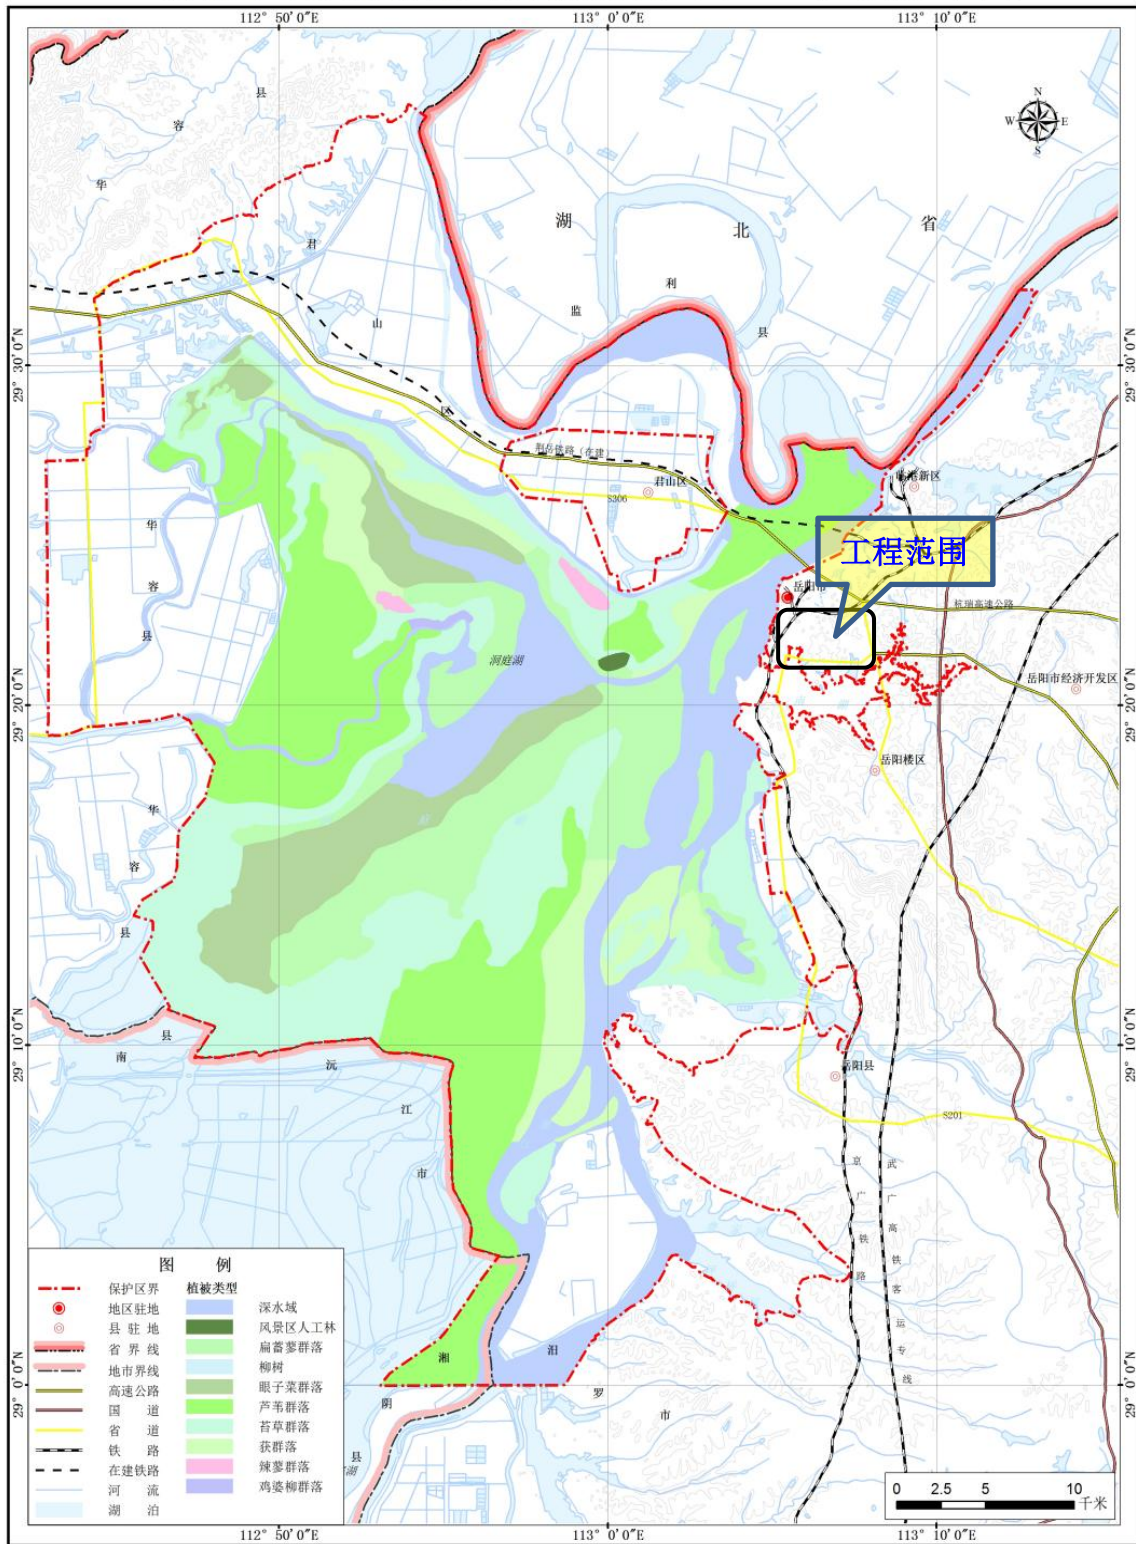 112° 50′ 0″E
113° 0′ 0″E
113° 10′ 0″E
县
容
华
N
W
E
S
湖
北
省
君
山
区
监
利
县
29° 30′ 0″N
29° 30′ 0″N
荆岳铁路（在建
君山区
S306
临港新区
工程范围
岳阳市
杭瑞高速公路
华
容
县
洞庭湖
岳阳市经济开发区
29° 20′ 0″N
29° 20′ 0″N
岳阳楼区
华
容
县
29° 10′ 0″N
29° 10′ 0″N
南
县
沅
江
市
岳阳县
S201
京
广
铁
路
武
广
高
铁
客
运
专
线
湘
阴
县
汨
罗
市
湖
29° 0′ 0″N
29° 0′ 0″N
图 例
保护区界
地区驻地
县 驻 地
省 界 线
地市界线
高速公路
国 道
省 道
铁 路
在建铁路
河 流
湖 泊
植被类型
深水域
风景区人工林
扁蓄蓼群落
柳树
眼子菜群落
芦苇群落
苔草群落
荻群落
辣蓼群落
鸡婆柳群落
0 2.5 5 10
千米
112° 50′ 0″E
113° 0′ 0″E
113° 10′ 0″E